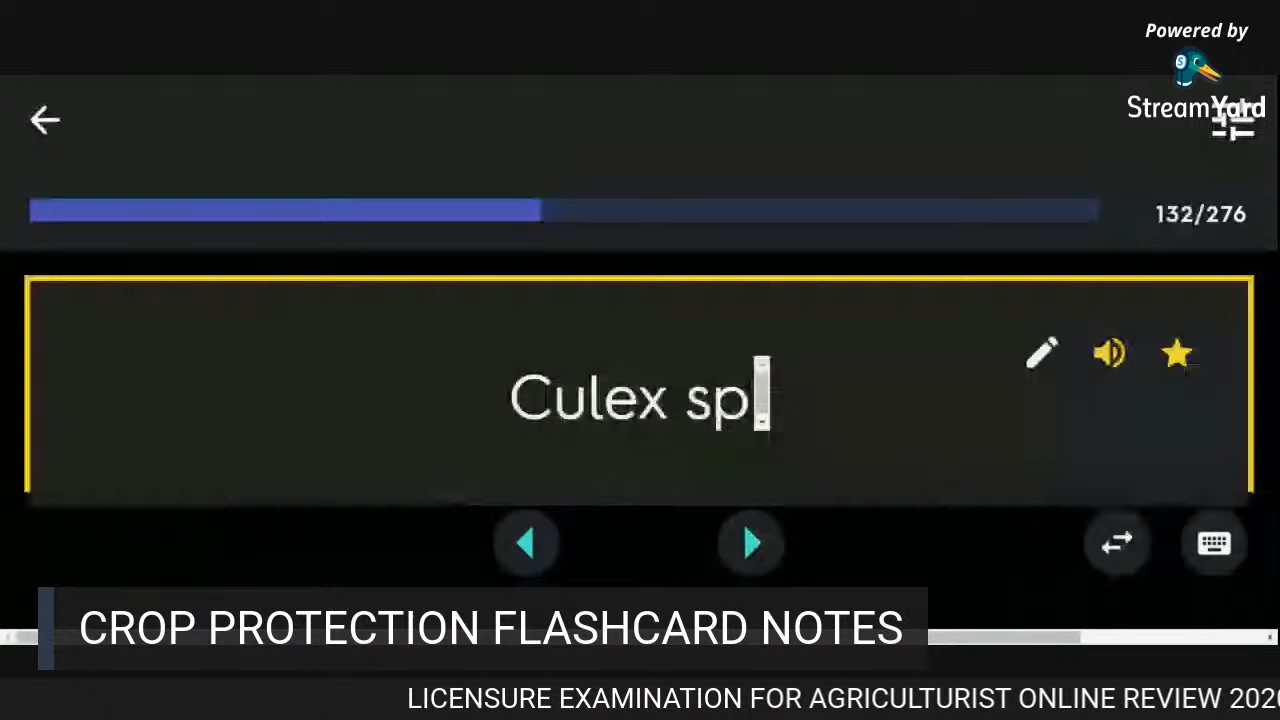 Powered by
StreamYard
132/276
Culex sp
CROP PROTECTION FLASHCARD NOTES
LICENSURE EXAMINATION FOR AGRICULTURIST ONLINE REVIEW 202